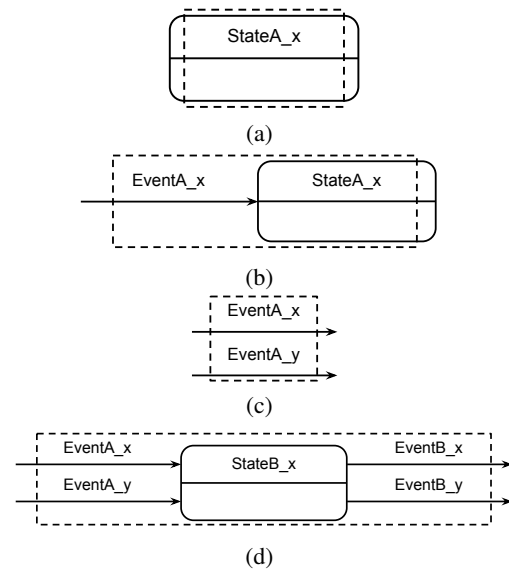 StateA_x
(a)
EventA_x StateA_x
(b)
EventA_x
EventA_y
(c)
EventA_x EventB_x
StateB_x
EventA_y EventB_y
(d)